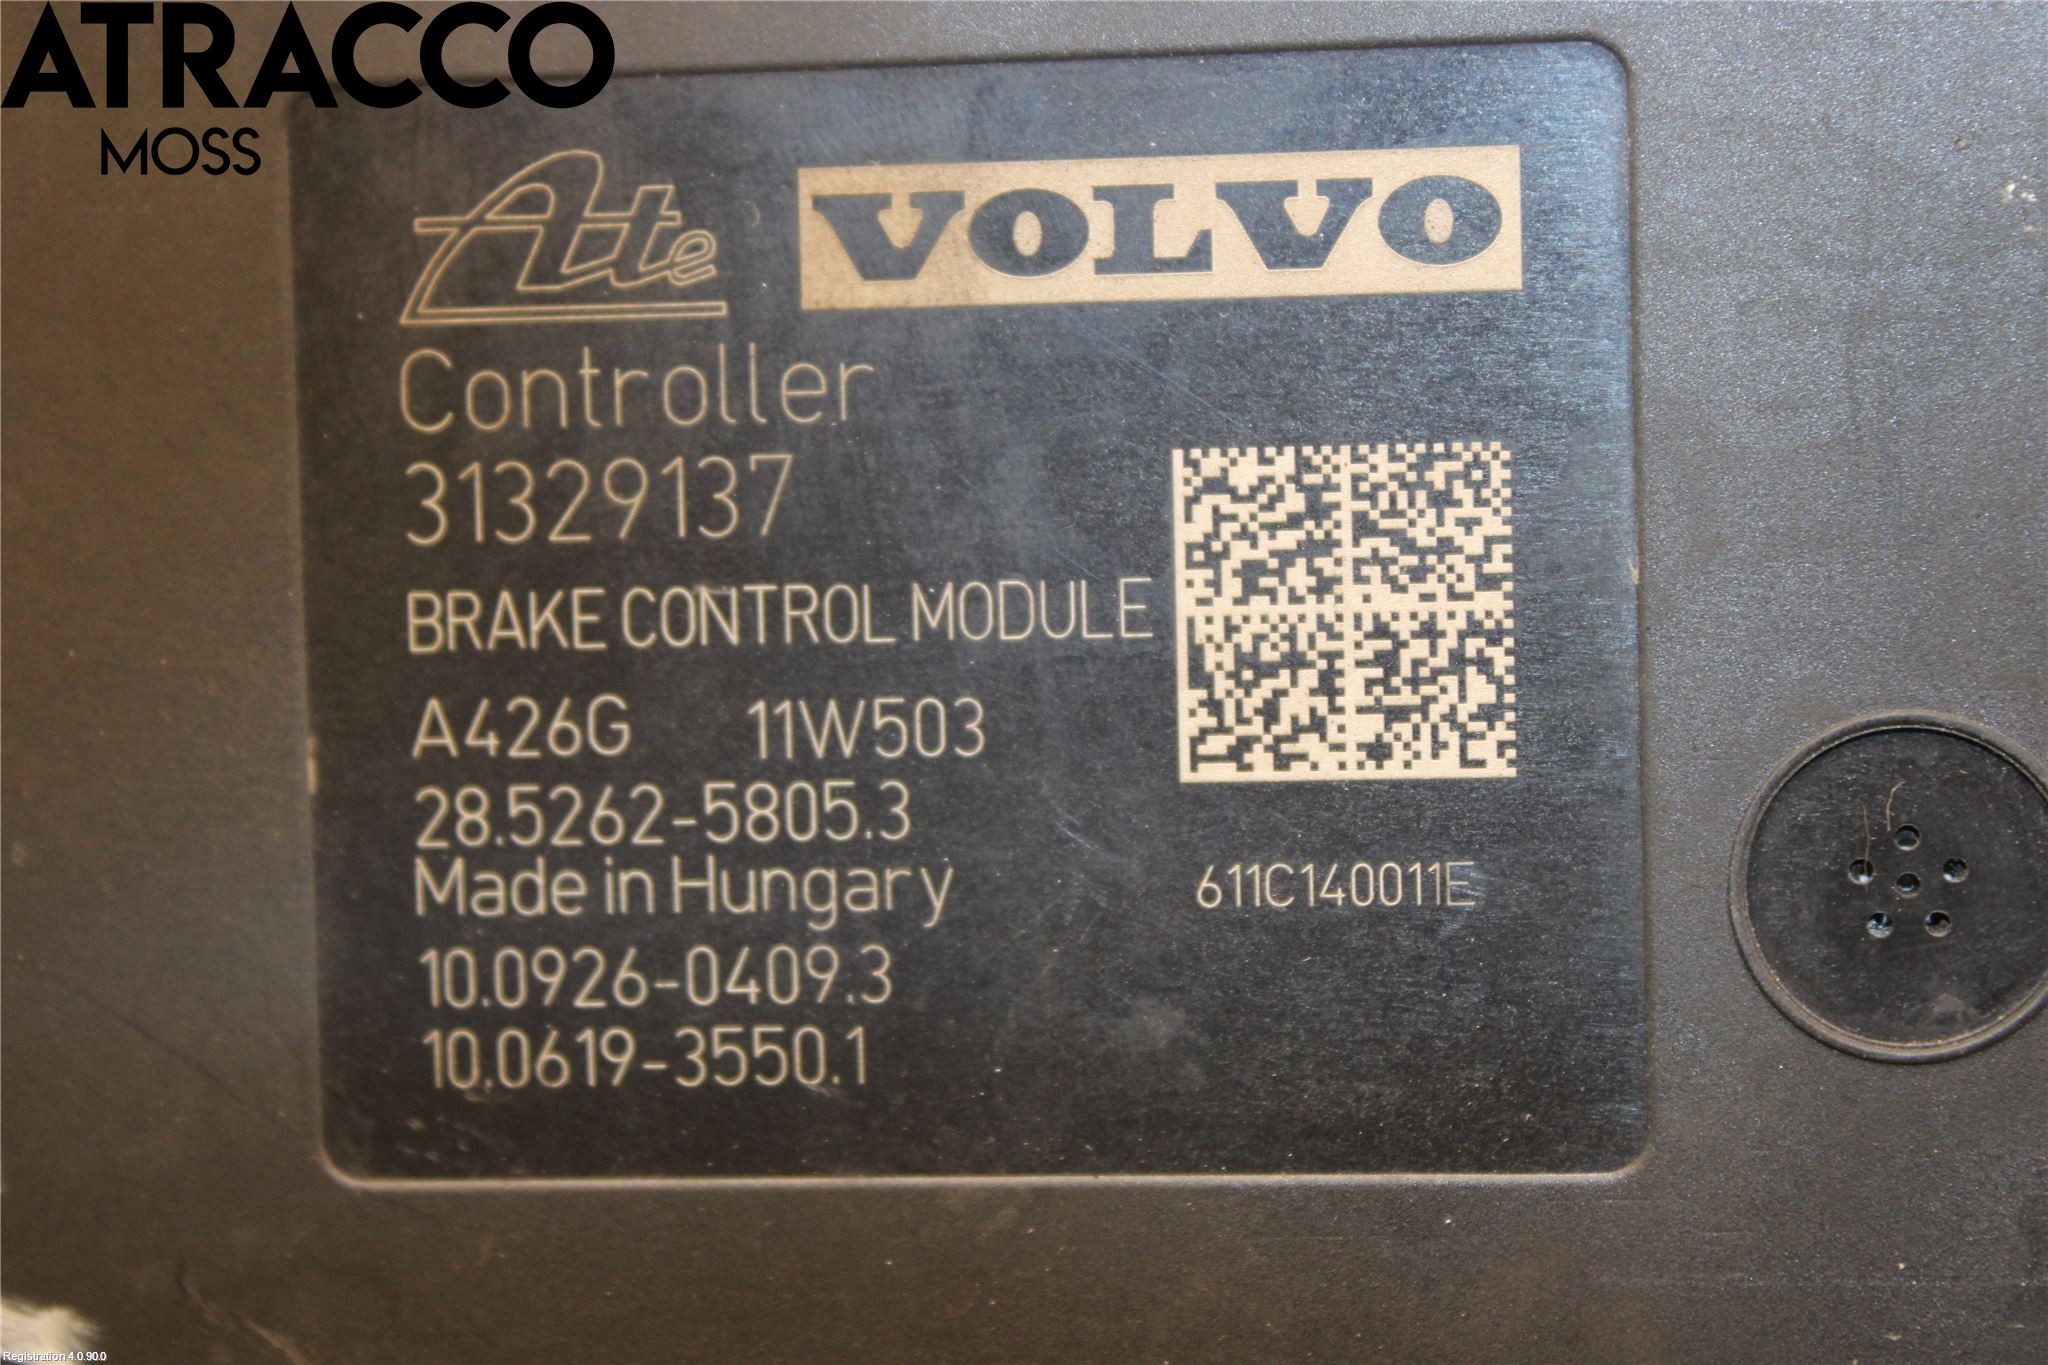 ATRACCO
MOSS
Ate VOLVO
Controller
31329137
BRAKE CONTROL MODULE
A426G 11W503
28.5262-5805.3
Made in Hungary
611C140011E
10.0926-0409.3
10.0619-3550.1
Registration 4.0.90.0